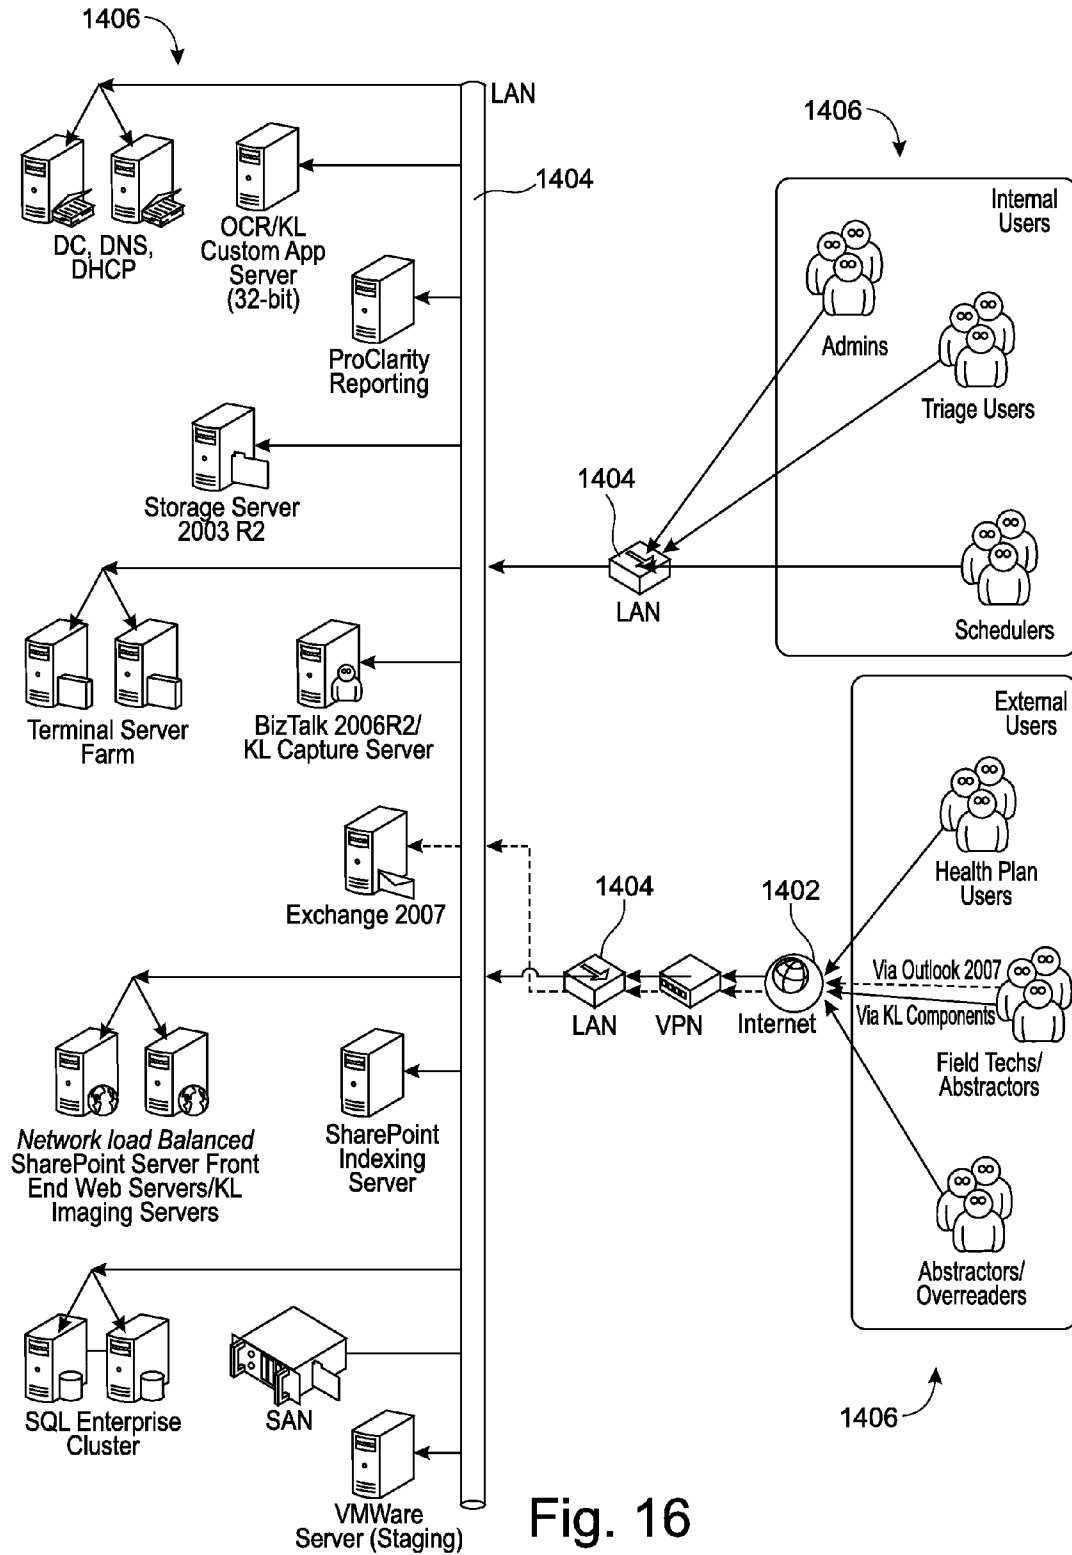 1406
LAN
1404
DC, DNS,
DHCP
OCR/KL
Custom App
Server
(32-bit)
ProClarity
Reporting
Storage Server
2003 R2
Terminal Server
Farm
BizTalk 2006R2/
KL Capture Server
Exchange 2007
Network load Balanced
SharePoint Server Front
End Web Servers/KL
Imaging Servers
SharePoint
Indexing
Server
SQL Enterprise
Cluster
SAN
VMWare
Server (Staging)
1406
Internal
Users
Admins
Triage Users
Schedulers
1404
LAN
External
Users
Health Plan
Users
Via Outlook 2007
Via KL Components
Field Techs/
Abstractors
Abstractors/
Overreaders
1404
LAN
VPN
1402
Internet
1406
Fig. 16